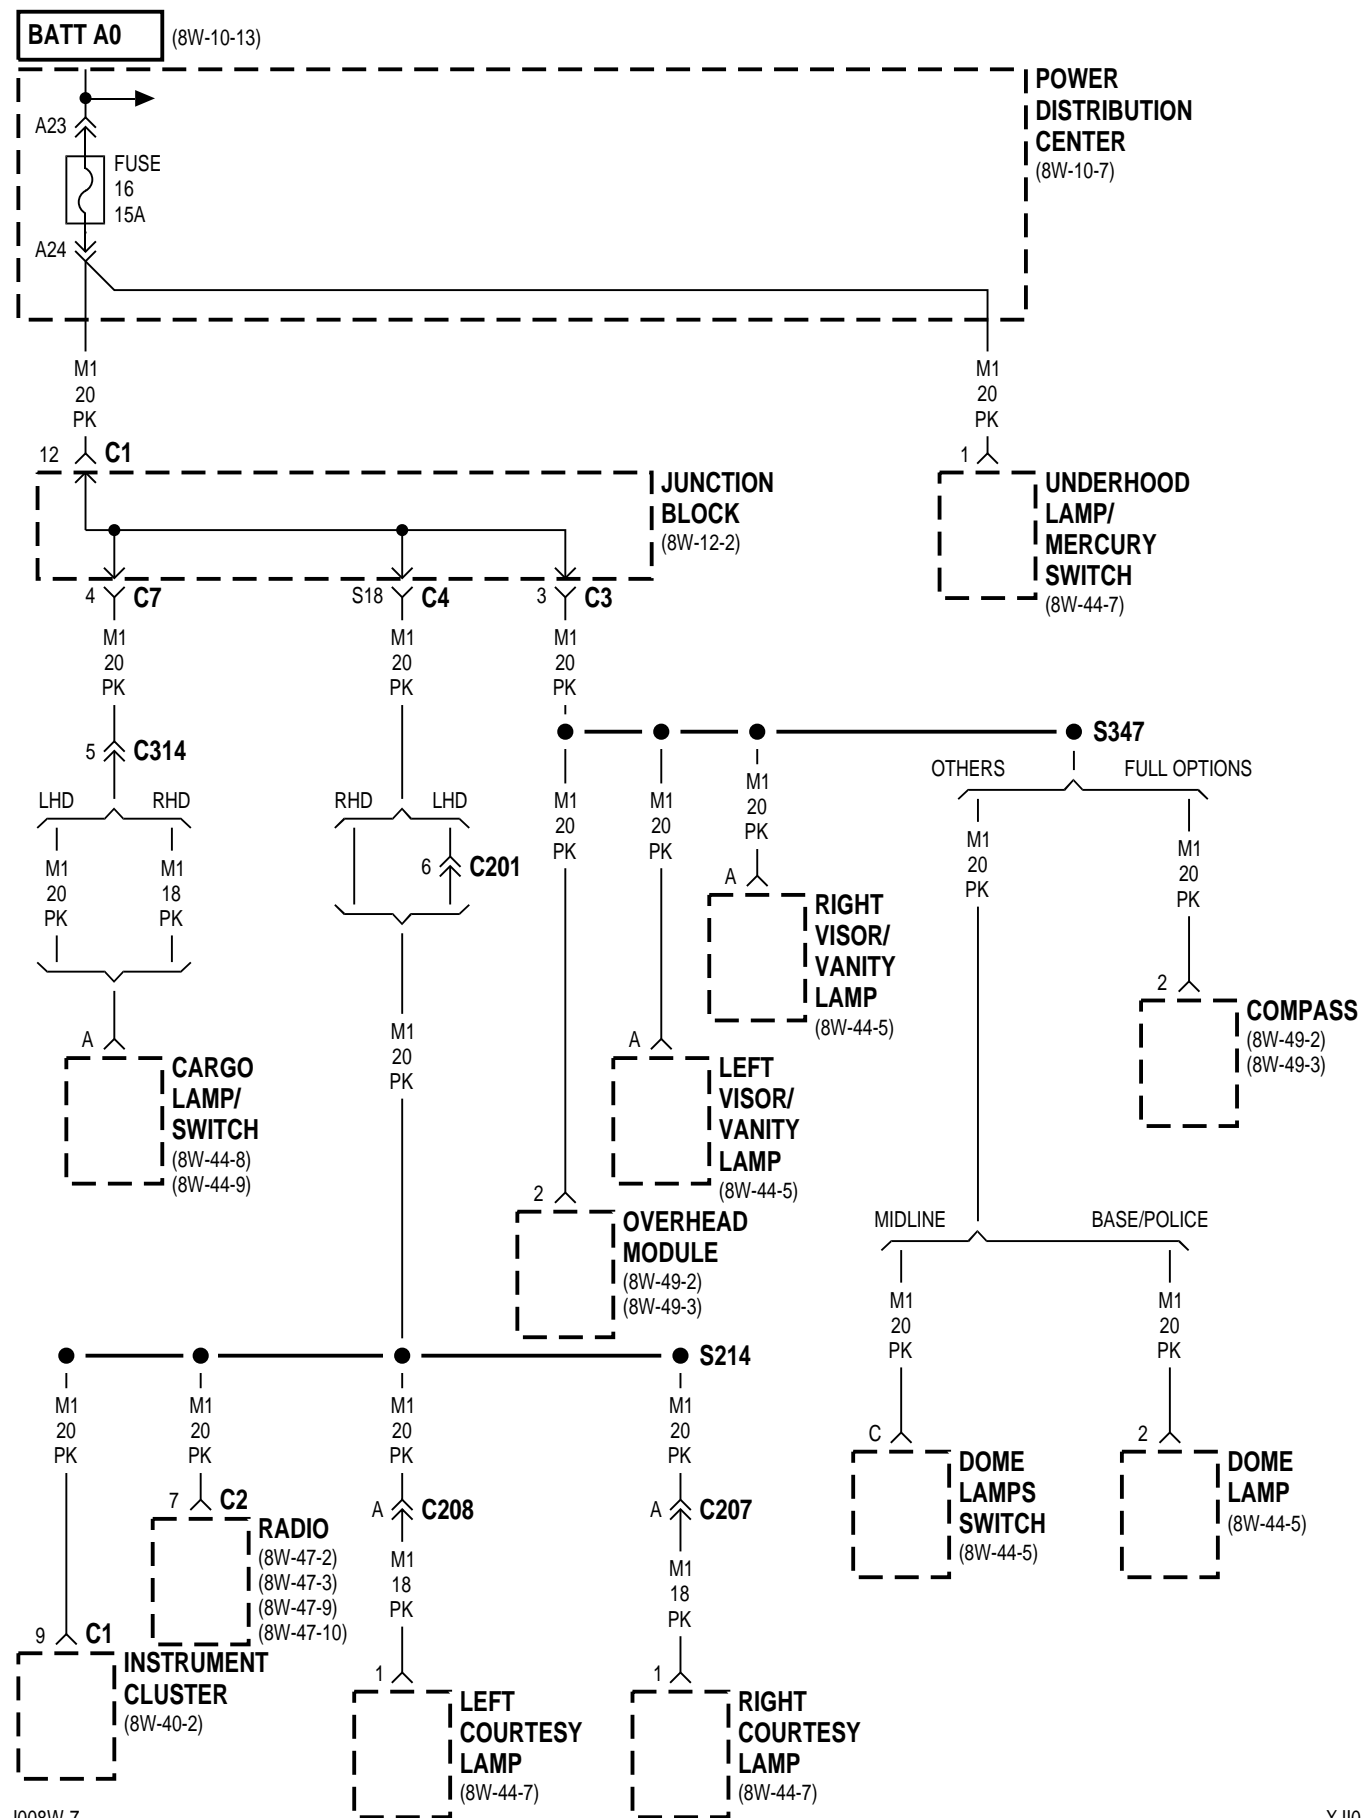 BATT A0
(8W-10-13)
POWER
DISTRIBUTION
CENTER
(8W-10-7)
A23
FUSE
16
15A
A24
M1
20
PK
M1
20
PK
12
C1
1
JUNCTION
BLOCK
(8W-12-2)
UNDERHOOD
LAMP/
MERCURY
SWITCH
(8W-44-7)
4
C7
S18
C4
3
C3
M1
20
PK
M1
20
PK
M1
20
PK
S347
5
C314
OTHERS
FULL OPTIONS
LHD
RHD
RHD
LHD
M1
20
PK
M1
20
PK
M1
20
PK
M1
20
PK
M1
20
PK
M1
20
PK
M1
18
PK
6
C201
A
RIGHT
VISOR/
VANITY
LAMP
(8W-44-5)
2
COMPASS
(8W-49-2)
(8W-49-3)
M1
20
PK
A
CARGO
LAMP/
SWITCH
(8W-44-8)
(8W-44-9)
A
LEFT
VISOR/
VANITY
LAMP
(8W-44-5)
2
OVERHEAD
MODULE
(8W-49-2)
(8W-49-3)
MIDLINE
BASE/POLICE
M1
20
PK
M1
20
PK
S214
M1
20
PK
M1
20
PK
M1
20
PK
M1
20
PK
C
DOME
LAMPS
SWITCH
(8W-44-5)
2
DOME
LAMP
(8W-44-5)
7
C2
RADIO
(8W-47-2)
(8W-47-3)
(8W-47-9)
(8W-47-10)
A
C208
A
C207
M1
18
PK
M1
18
PK
9
C1
INSTRUMENT
CLUSTER
(8W-40-2)
1
LEFT
COURTESY
LAMP
(8W-44-7)
1
RIGHT
COURTESY
LAMP
(8W-44-7)